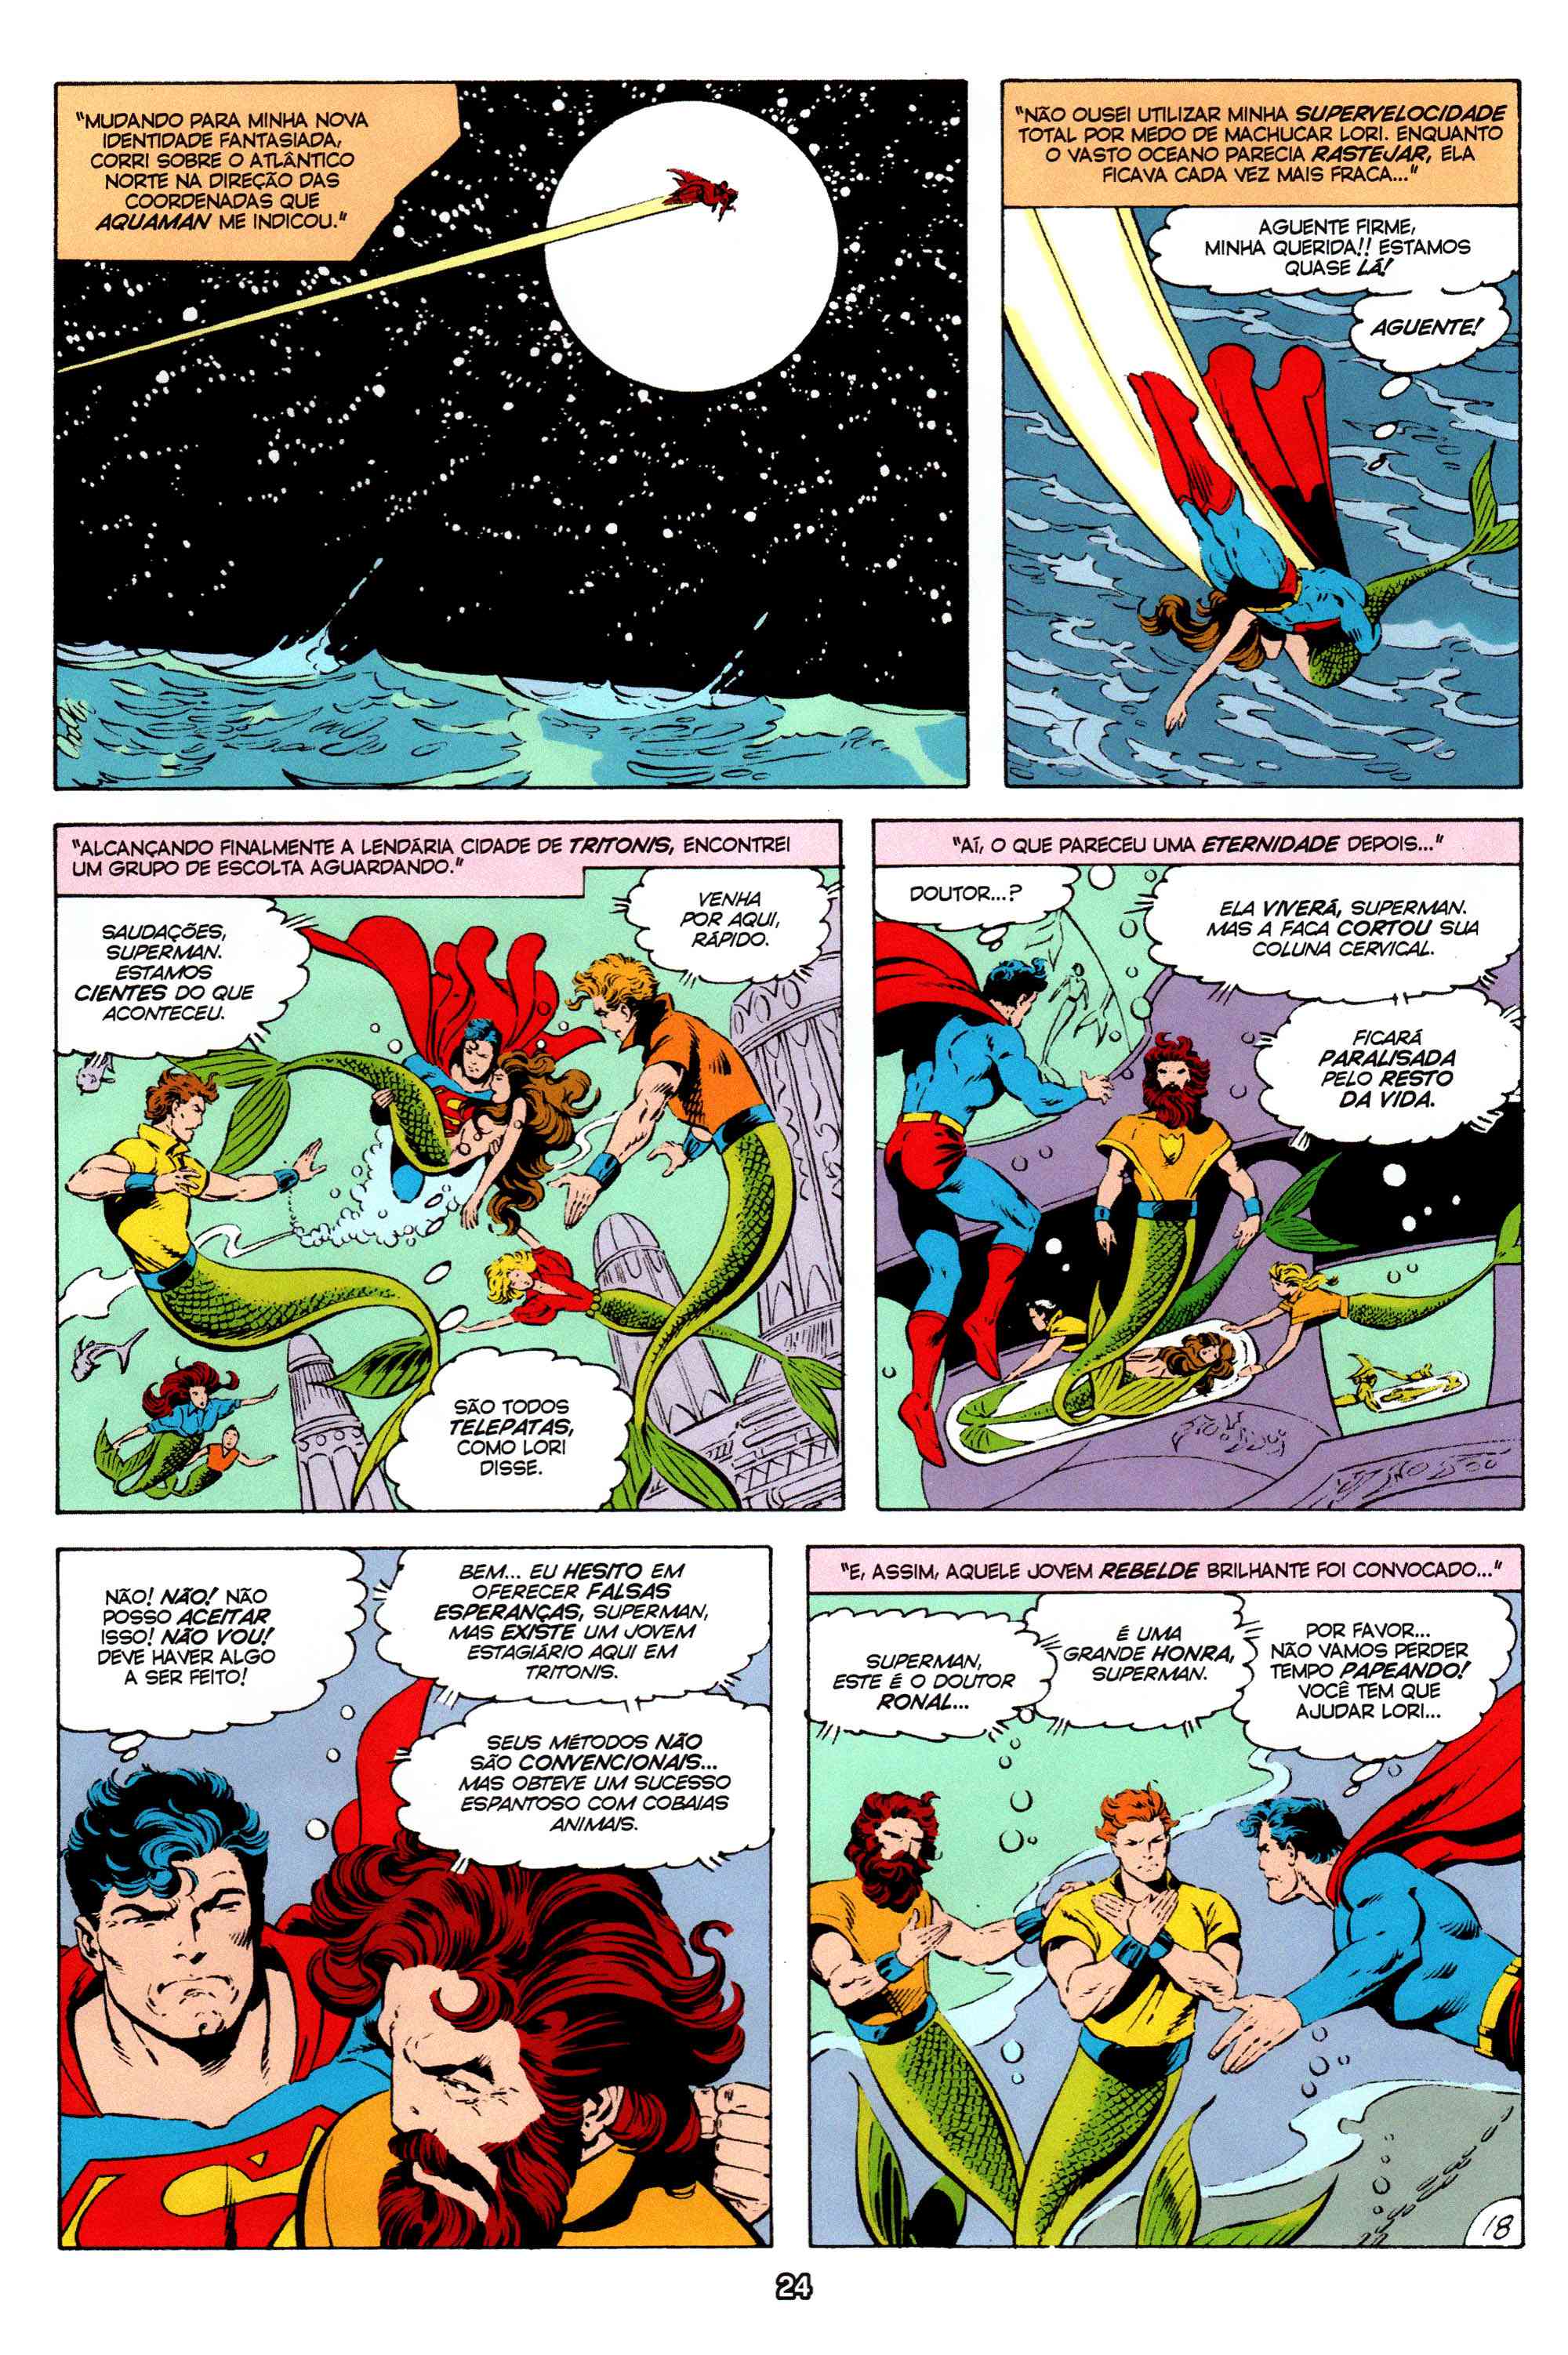 "MUDANDO PARA MINHA NOVA
IDENTIDADE FANTASIADA,
CORRI SOBRE O ATLÂNTICO
NORTE NA DIREÇÃO DAS
COORDENADAS QUE
AQUAMAN ME INDICOU."
"NÃO OUSEI UTILIZAR MINHA SUPERVELOCIDADE
TOTAL POR MEDO DE MACHUCAR LORI. ENQUANTO
O VASTO OCEANO PARECIA RASTEJAR, ELA
FICAVA CADA VEZ MAIS FRACA..."
AGUENTE FIRME,
MINHA QUERIDA!! ESTAMOS
QUASE LÁ!
AGUENTE!
"ALCANÇANDO FINALMENTE A LENDÁRIA CIDADE DE TRITONIS, ENCONTREI
UM GRUPO DE ESCOLTA AGUARDANDO."
SAUDAÇÕES,
SUPERMAN.
ESTAMOS
CIENTES DO QUE
ACONTECEU.
VENHA
POR AQUI,
RÁPIDO.
SÃO TODOS
TELEPATAS,
COMO LORI
DISSE.
"AÍ, O QUE PARECEU UMA ETERNIDADE DEPOIS..."
DOUTOR...?
ELA VIVERÁ, SUPERMAN.
MAS A FACA CORTOU SUA
COLUNA CERVICAL.
FICARÁ
PARALISADA
PELO RESTO
DA VIDA.
NÃO! NÃO! NÃO
POSSO ACEITAR
ISSO! NÃO VOU!
DEVE HAVER ALGO
A SER FEITO!
BEM... EU HESITO EM
OFERECER FALSAS
ESPERANÇAS, SUPERMAN,
MAS EXISTE UM JOVEM
ESTAGIÁRIO AQUI EM
TRITONIS.
SEUS MÉTODOS NÃO
SÃO CONVENCIONAIS...
MAS OBTEVE UM SUCESSO
ESPANTOSO COM COBAIAS
ANIMAIS.
"E, ASSIM, AQUELE JOVEM REBELDE BRILHANTE FOI CONVOCADO..."
SUPERMAN,
ESTE É O DOUTOR
RONAL...
É UMA
GRANDE HONRA,
SUPERMAN.
POR FAVOR...
NÃO VAMOS PERDER
TEMPO PAPEANDO!
VOCÊ TEM QUE
AJUDAR LORI...
18
24